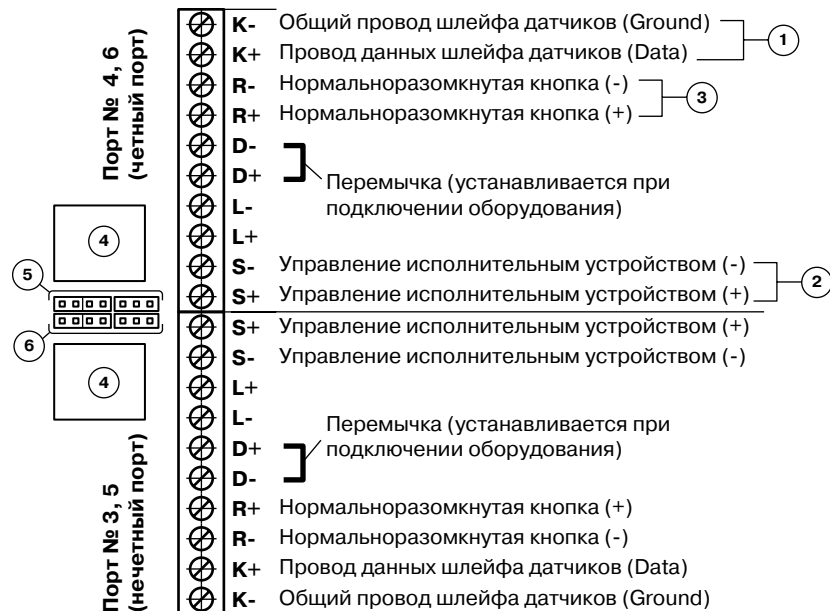 K- Общий провод шлейфа датчиков (Ground)
1
K+ Провод данных шлейфа датчиков (Data)
R- Нормальноразомкнутая кнопка (-)
3
R+ Нормальноразомкнутая кнопка (+)
D-
D+
Перемычка (устанавливается при
подключении оборудования)
L-
L+
S- Управление исполнительным устройством (-)
2
S+ Управление исполнительным устройством (+)
Порт № 4, 6
(четный порт)
4
5
6
4
S+ Управление исполнительным устройством (+)
S- Управление исполнительным устройством (-)
L+
L-
Перемычка (устанавливается при
подключении оборудования)
D+
D-
R+ Нормальноразомкнутая кнопка (+)
R- Нормальноразомкнутая кнопка (-)
K+ Провод данных шлейфа датчиков (Data)
K- Общий провод шлейфа датчиков (Ground)
Порт № 3, 5
(нечетный порт)